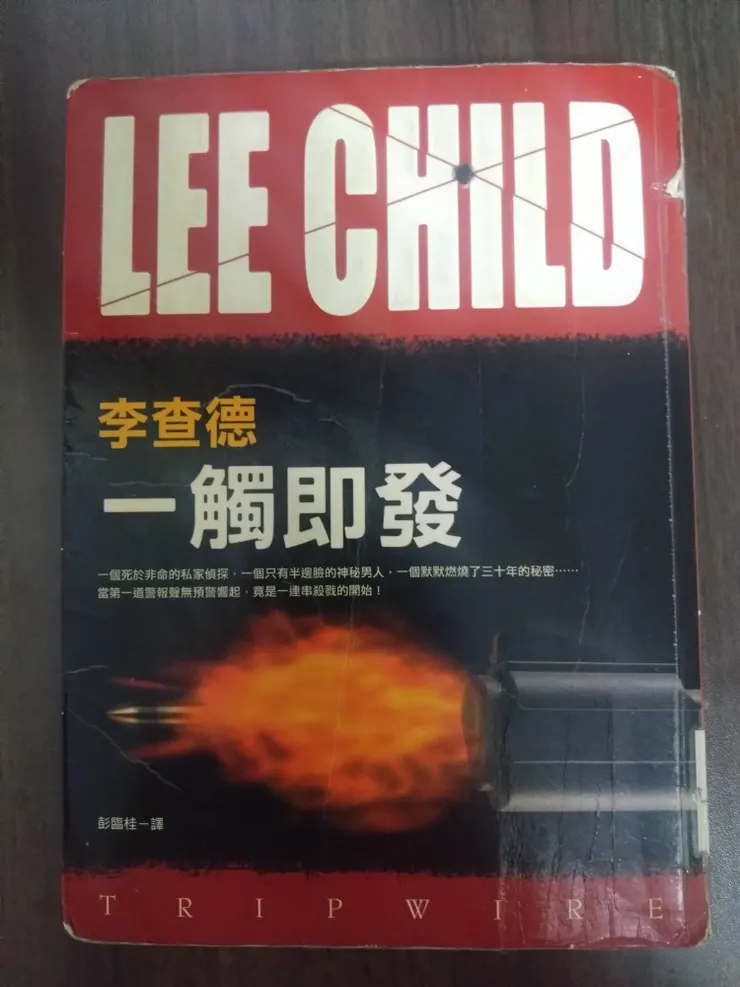 LEE CHILD
李查德
一觸即發
一個死於非命的私家偵探，一個只有半邊臉的神秘男人，一個默默燃燒了三十年的秘密……
當第一道警報聲無預警響起，竟是一連串殺戮的開始！
彭臨桂－譯
TRIPWIRE